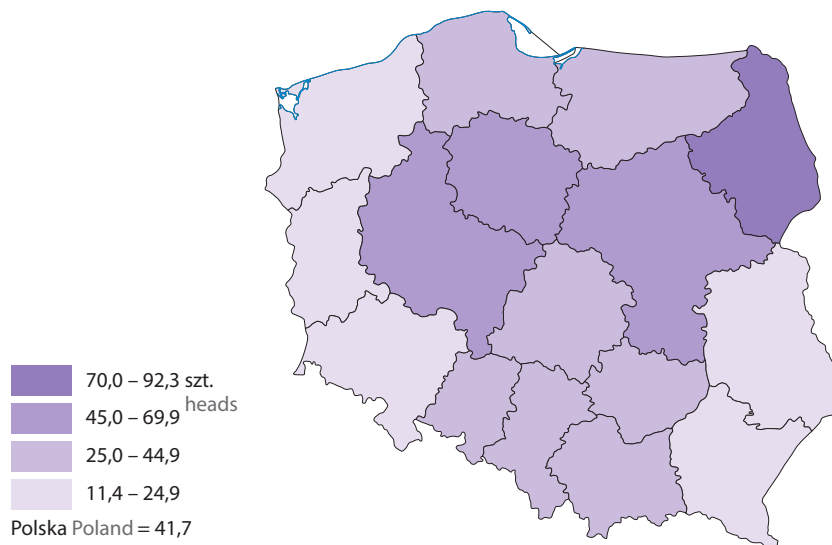 70,0 – 92,3 szt.
heads
45,0 – 69,9
25,0 – 44,9
11,4 – 24,9
Polska Poland = 41,7